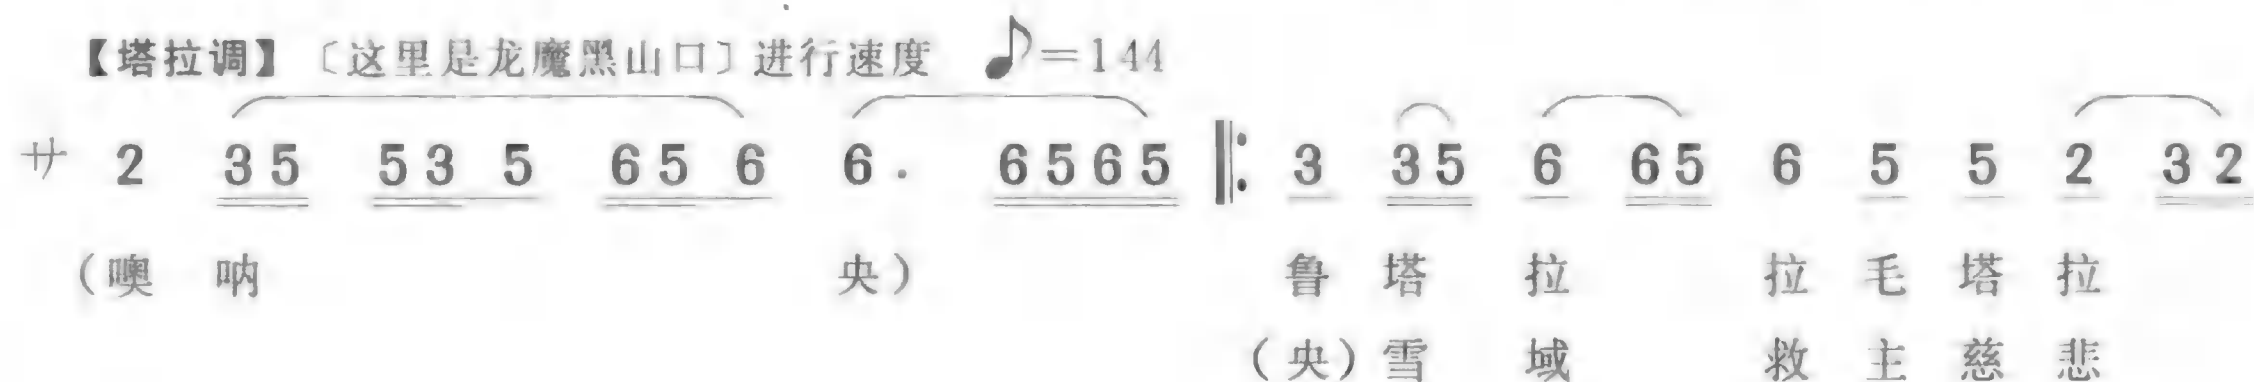 【塔拉调】〔这里是龙魔黑山口〕进行速度 ♪=144
サ 2 35 53 5 65 6 6. 6565 ‖: 3 35 6 65 6 5 5 2 32
(噢 呐 央) 鲁 塔 拉 拉 毛 塔 拉
(央) 雪 域 救 主 慈 悲